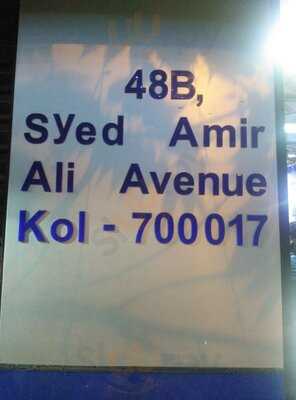 48B,
Syed Amir
Ali Avenue
Kol - 700017